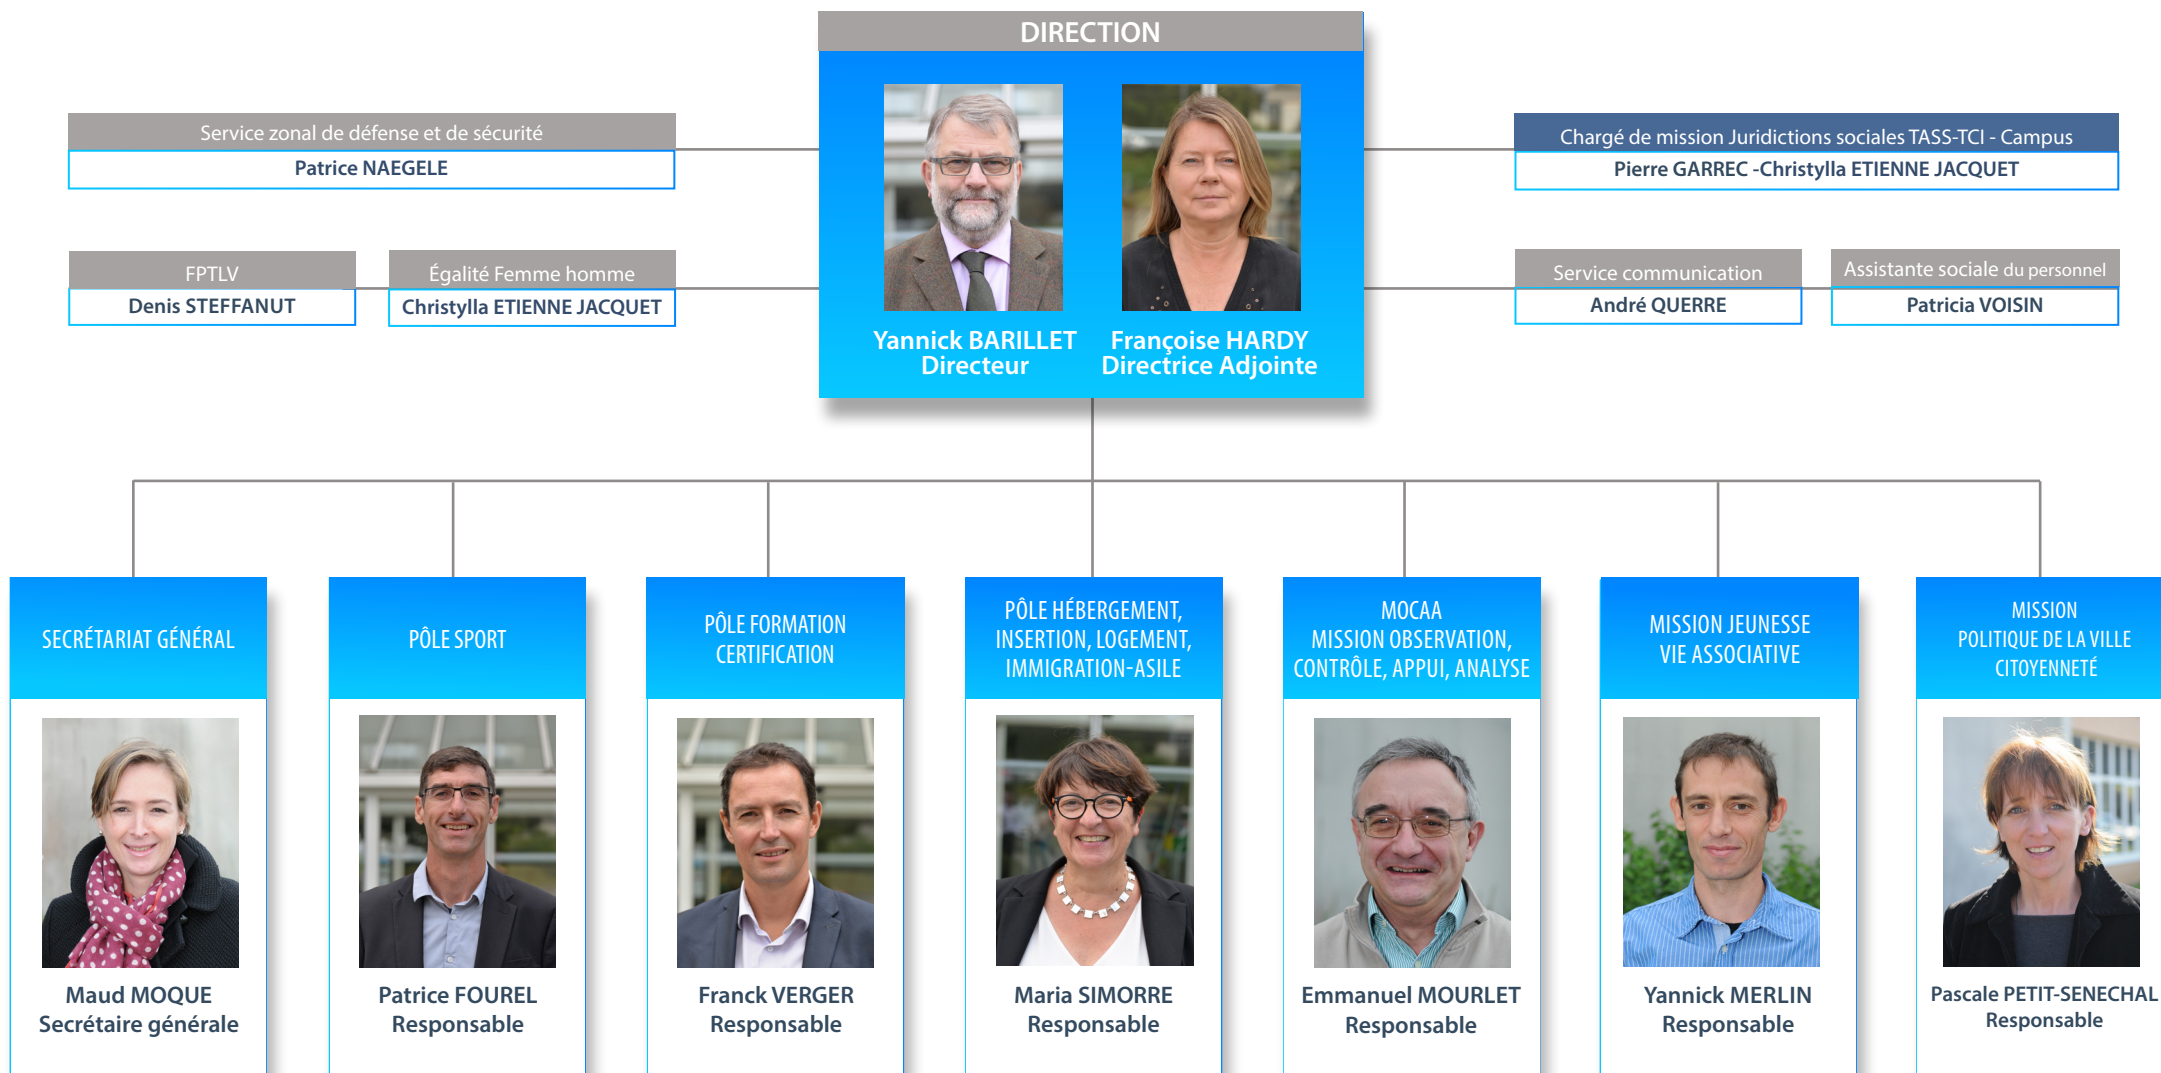 DIRECTION
Yannick BARILLET
Directeur
Françoise HARDY
Directrice Adjointe
Service zonal de défense et de sécurité
Patrice NAEGELE
FPTLV
Denis STEFFANUT
Égalité Femme homme
Christylla ETIENNE JACQUET
Chargé de mission Juridictions sociales TASS-TCI - Campus
Pierre GARREC -Christylla ETIENNE JACQUET
Service communication
André QUERRE
Assistante sociale du personnel
Patricia VOISIN
SECRÉTARIAT GÉNÉRAL
Maud MOQUE
Secrétaire générale
PÔLE SPORT
Patrice FOUREL
Responsable
PÔLE FORMATION
CERTIFICATION
Franck VERGER
Responsable
PÔLE HÉBERGEMENT,
INSERTION, LOGEMENT,
IMMIGRATION-ASILE
Maria SIMORRE
Responsable
MOCAA
MISSION OBSERVATION,
CONTRÔLE, APPUI, ANALYSE
Emmanuel MOURLET
Responsable
MISSION JEUNESSE
VIE ASSOCIATIVE
Yannick MERLIN
Responsable
MISSION
POLITIQUE DE LA VILLE
CITOYENNETÉ
Pascale PETIT-SENECHAL
Responsable